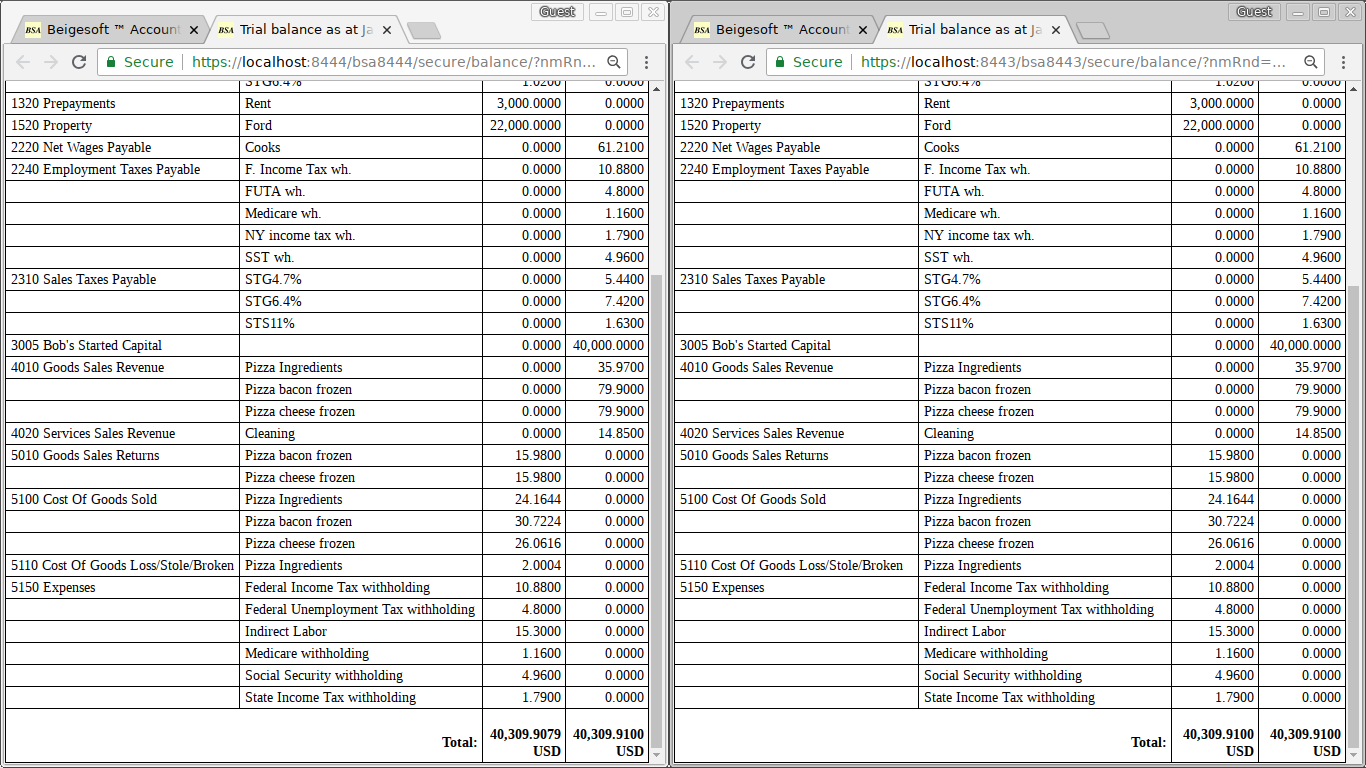 Guest
BSA Beigesoft ™ Account
BSA Trial balance as at Ja
Secure https://localhost:8444/bsa8444/secure/balance/?nmRn...
STG6.4% 1.0200 0.0000
1320 Prepayments Rent 3,000.0000 0.0000
1520 Property Ford 22,000.0000 0.0000
2220 Net Wages Payable Cooks 0.0000 61.2100
2240 Employment Taxes Payable F. Income Tax wh. 0.0000 10.8800
FUTA wh. 0.0000 4.8000
Medicare wh. 0.0000 1.1600
NY income tax wh. 0.0000 1.7900
SST wh. 0.0000 4.9600
2310 Sales Taxes Payable STG4.7% 0.0000 5.4400
STG6.4% 0.0000 7.4200
STS11% 0.0000 1.6300
3005 Bob's Started Capital 0.0000 40,000.0000
4010 Goods Sales Revenue Pizza Ingredients 0.0000 35.9700
Pizza bacon frozen 0.0000 79.9000
Pizza cheese frozen 0.0000 79.9000
4020 Services Sales Revenue Cleaning 0.0000 14.8500
5010 Goods Sales Returns Pizza bacon frozen 15.9800 0.0000
Pizza cheese frozen 15.9800 0.0000
5100 Cost Of Goods Sold Pizza Ingredients 24.1644 0.0000
Pizza bacon frozen 30.7224 0.0000
Pizza cheese frozen 26.0616 0.0000
5110 Cost Of Goods Loss/Stole/Broken Pizza Ingredients 2.0004 0.0000
5150 Expenses Federal Income Tax withholding 10.8800 0.0000
Federal Unemployment Tax withholding 4.8000 0.0000
Indirect Labor 15.3000 0.0000
Medicare withholding 1.1600 0.0000
Social Security withholding 4.9600 0.0000
State Income Tax withholding 1.7900 0.0000
Total: 40,309.9079 40,309.9100
USD USD
Guest
BSA Beigesoft ™ Account
BSA Trial balance as at Ja
Secure https://localhost:8443/bsa8443/secure/balance/?nmRnd=...
STG6.4% 1.0200 0.0000
1320 Prepayments Rent 3,000.0000 0.0000
1520 Property Ford 22,000.0000 0.0000
2220 Net Wages Payable Cooks 0.0000 61.2100
2240 Employment Taxes Payable F. Income Tax wh. 0.0000 10.8800
FUTA wh. 0.0000 4.8000
Medicare wh. 0.0000 1.1600
NY income tax wh. 0.0000 1.7900
SST wh. 0.0000 4.9600
2310 Sales Taxes Payable STG4.7% 0.0000 5.4400
STG6.4% 0.0000 7.4200
STS11% 0.0000 1.6300
3005 Bob's Started Capital 0.0000 40,000.0000
4010 Goods Sales Revenue Pizza Ingredients 0.0000 35.9700
Pizza bacon frozen 0.0000 79.9000
Pizza cheese frozen 0.0000 79.9000
4020 Services Sales Revenue Cleaning 0.0000 14.8500
5010 Goods Sales Returns Pizza bacon frozen 15.9800 0.0000
Pizza cheese frozen 15.9800 0.0000
5100 Cost Of Goods Sold Pizza Ingredients 24.1644 0.0000
Pizza bacon frozen 30.7224 0.0000
Pizza cheese frozen 26.0616 0.0000
5110 Cost Of Goods Loss/Stole/Broken Pizza Ingredients 2.0004 0.0000
5150 Expenses Federal Income Tax withholding 10.8800 0.0000
Federal Unemployment Tax withholding 4.8000 0.0000
Indirect Labor 15.3000 0.0000
Medicare withholding 1.1600 0.0000
Social Security withholding 4.9600 0.0000
State Income Tax withholding 1.7900 0.0000
Total: 40,309.9100 40,309.9100
USD USD